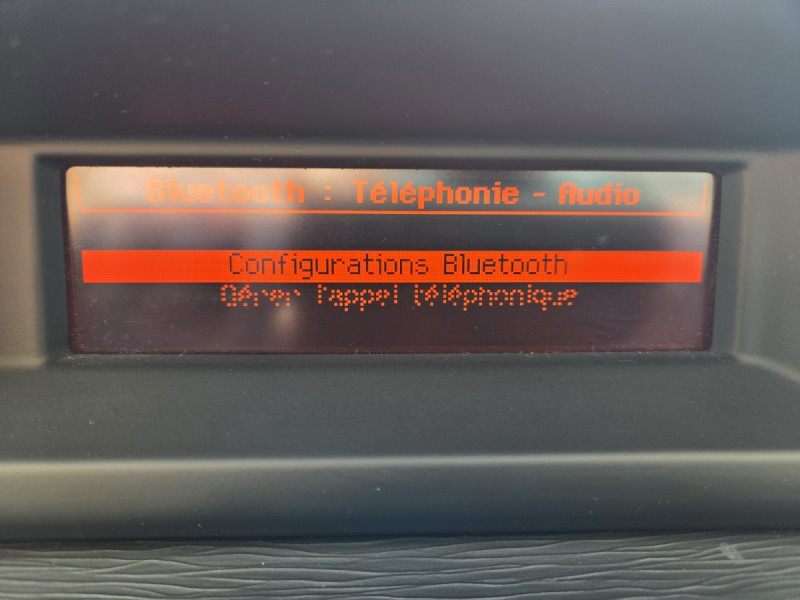 Bluetooth : Téléphonie - Audio
Configurations Bluetooth
Gérer l'appel téléphonique